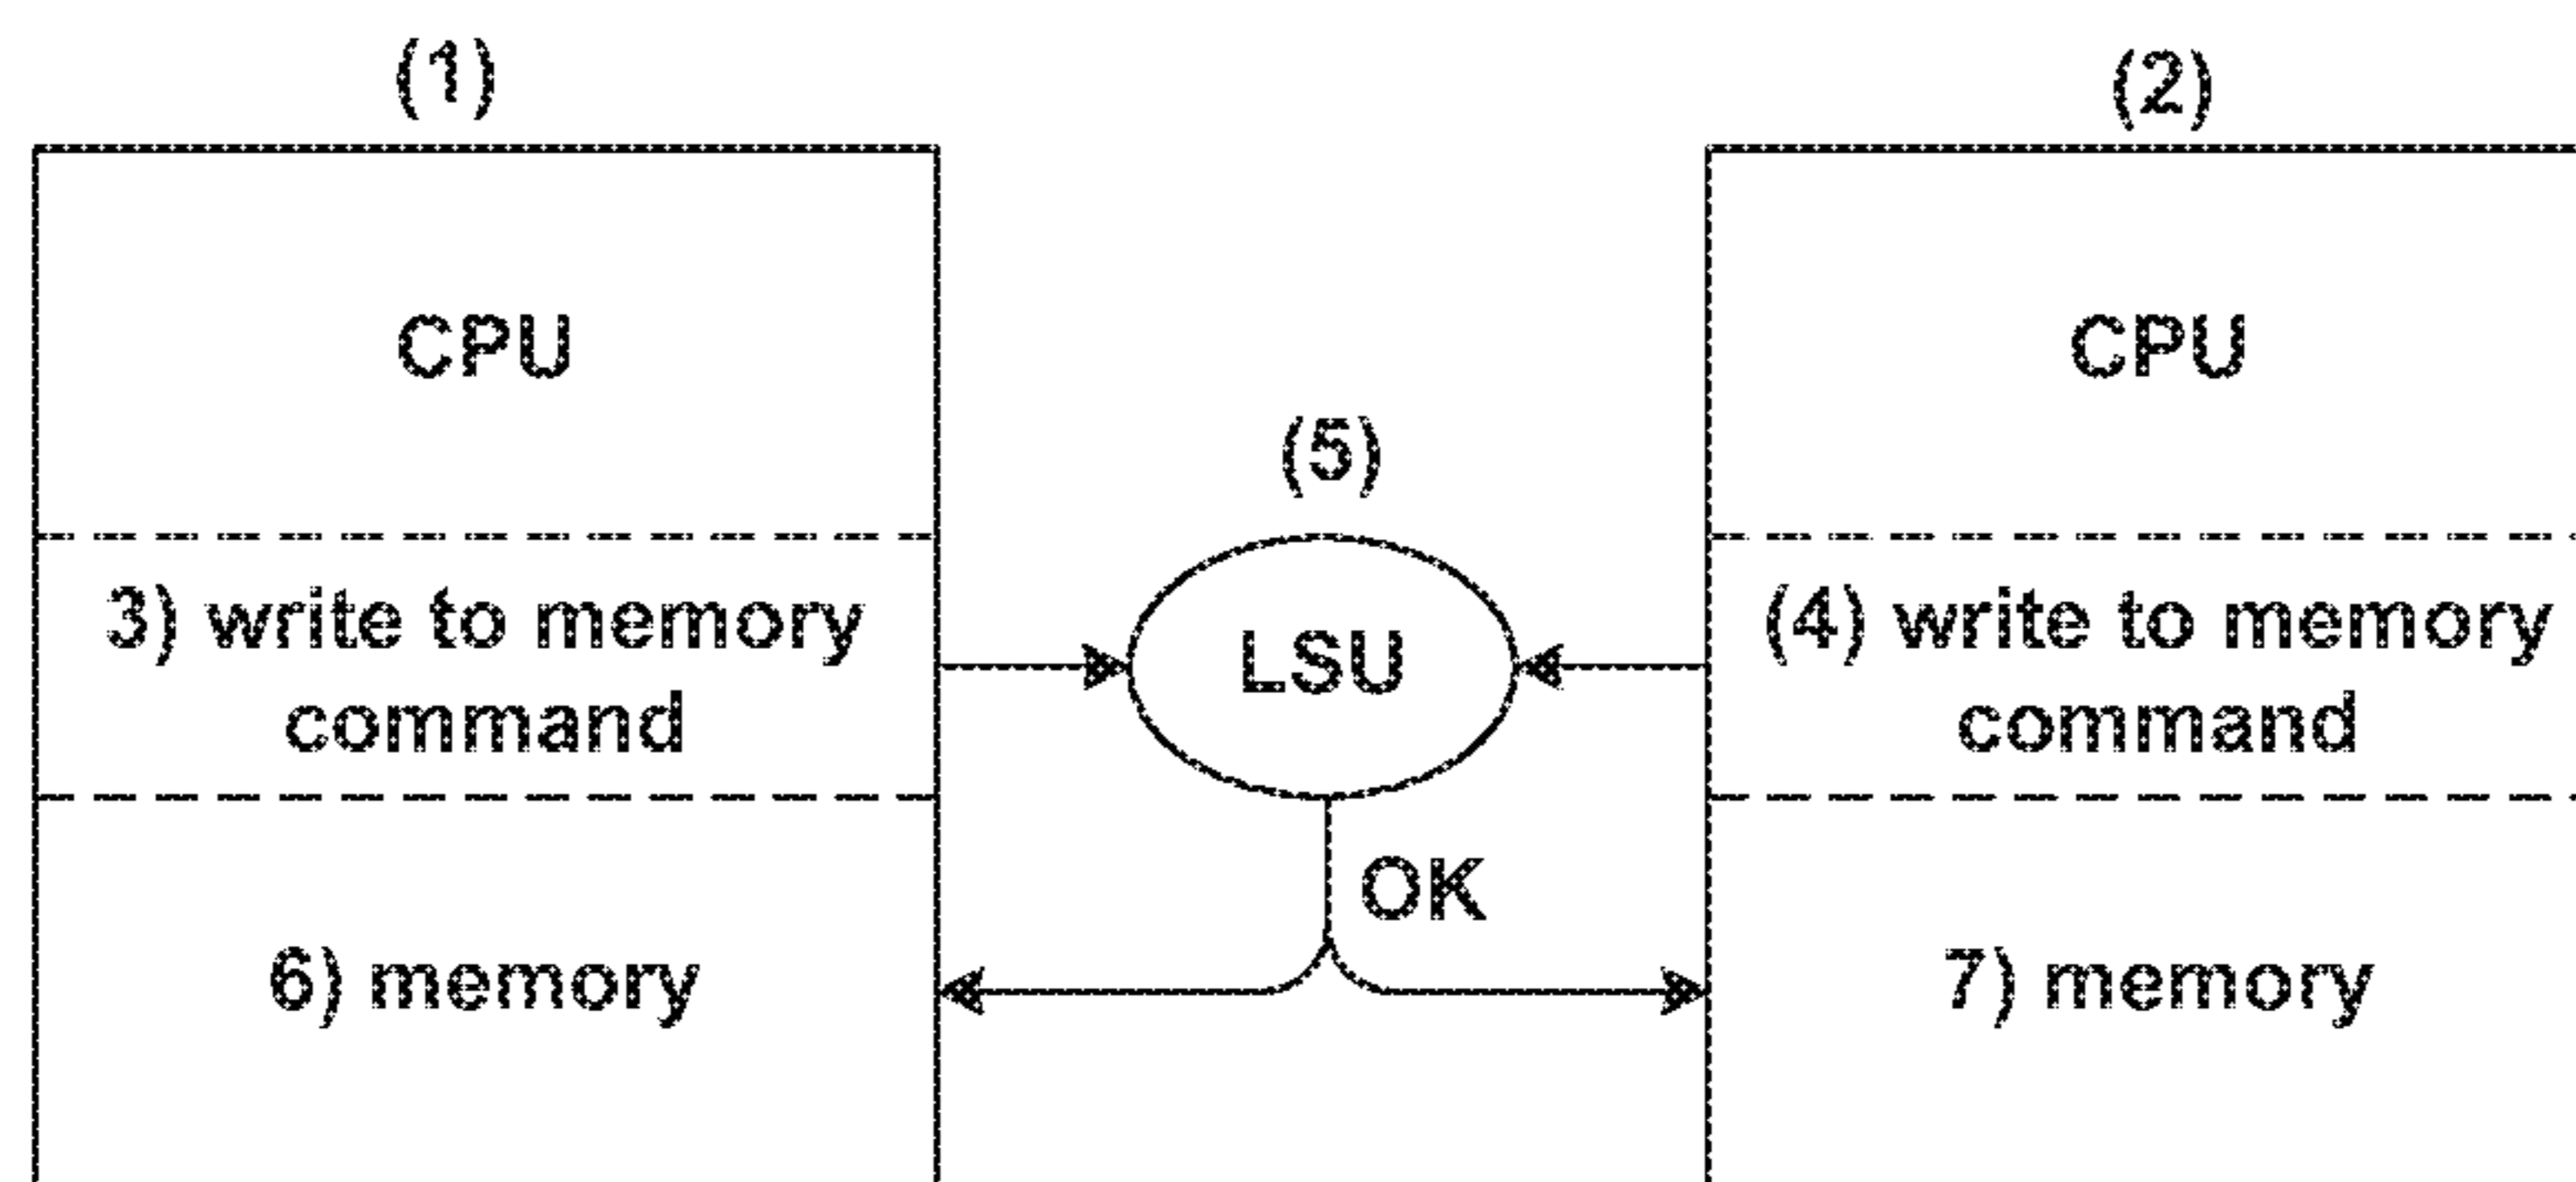 (1)
(2)
CPU
CPU
(5)
3) write to memory
command
LSU
(4) write to memory
command
OK
6) memory
7) memory